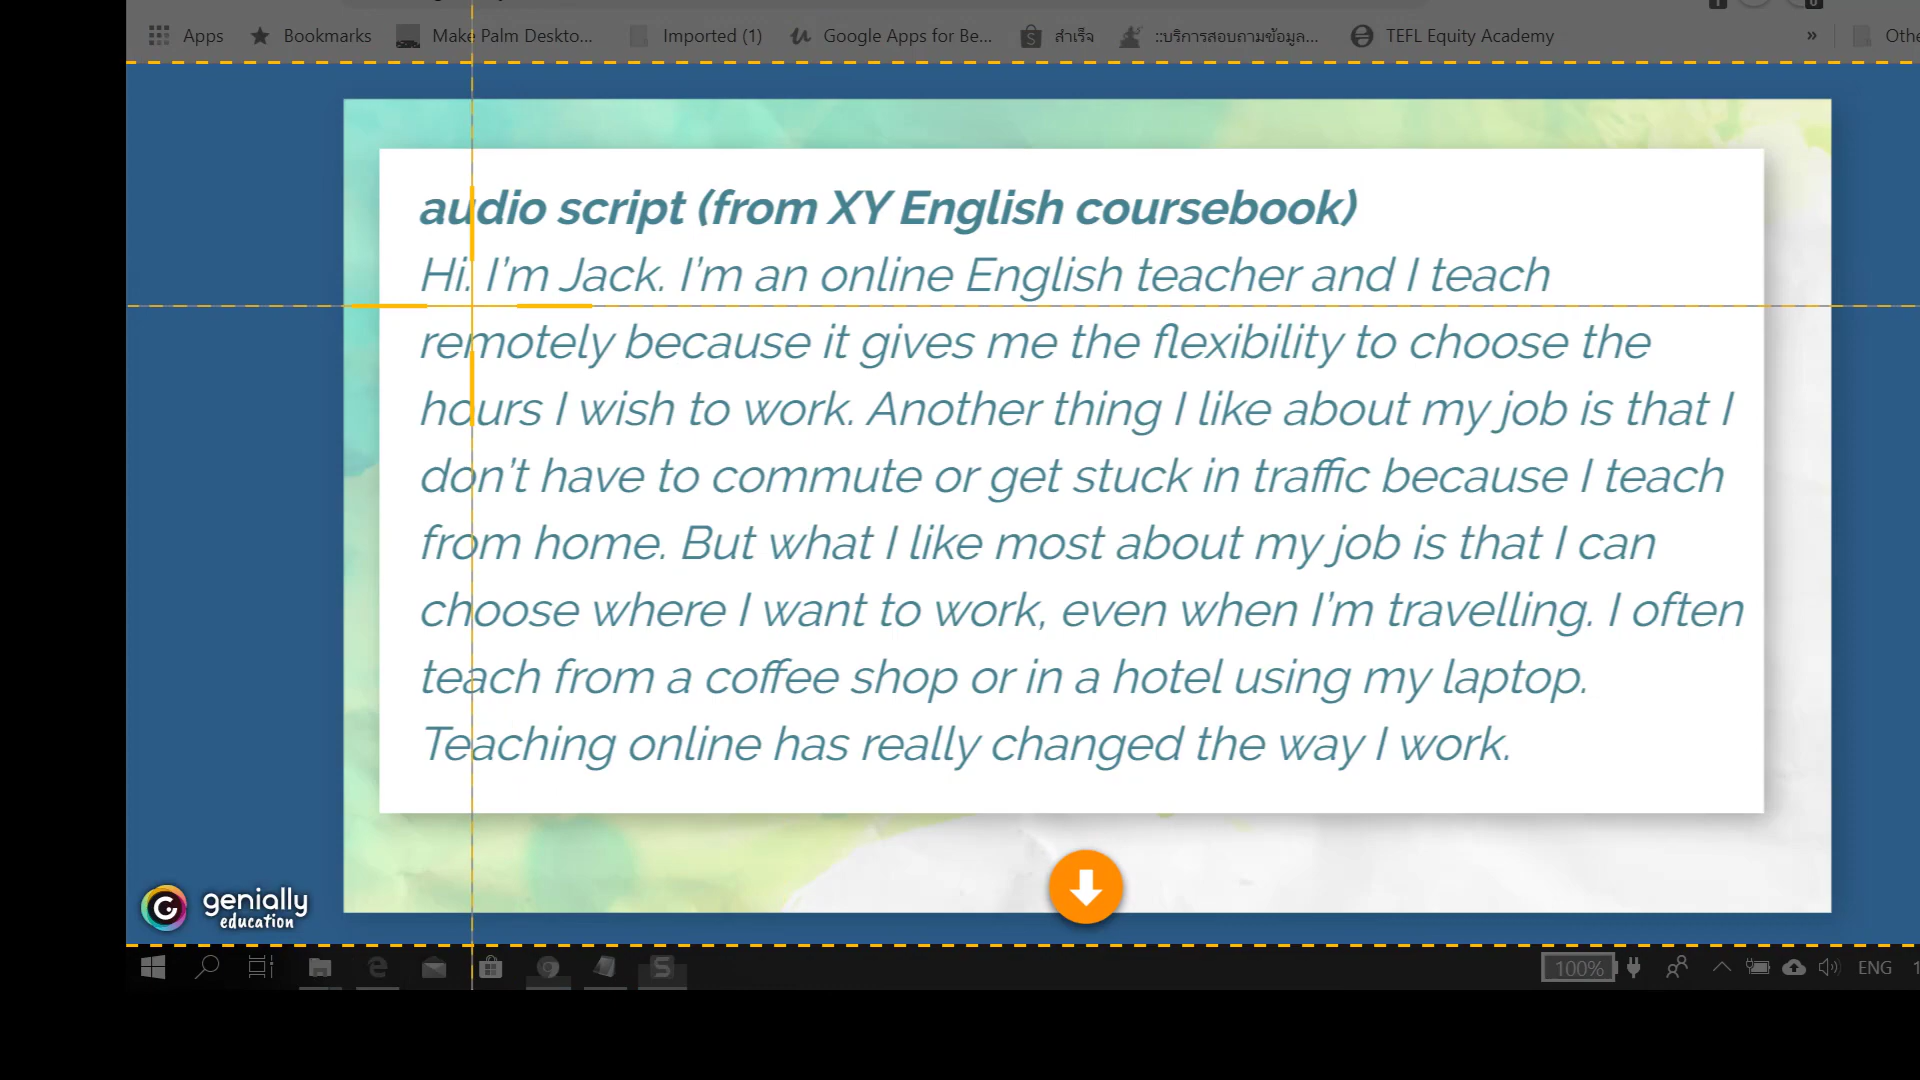 Apps Bookmarks Make Palm Deskto... Imported (1) Google Apps for Be... สำเร็จ ::บริการสอบถามข้อมูล... TEFL Equity Academy » Othe
audio script (from XY English coursebook)
Hi. I'm Jack. I'm an online English teacher and I teach
remotely because it gives me the flexibility to choose the
hours I wish to work. Another thing I like about my job is that I
don't have to commute or get stuck in traffic because I teach
from home. But what I like most about my job is that I can
choose where I want to work, even when I'm travelling. I often
teach from a coffee shop or in a hotel using my laptop.
Teaching online has really changed the way I work.
genially
education
100% ENG